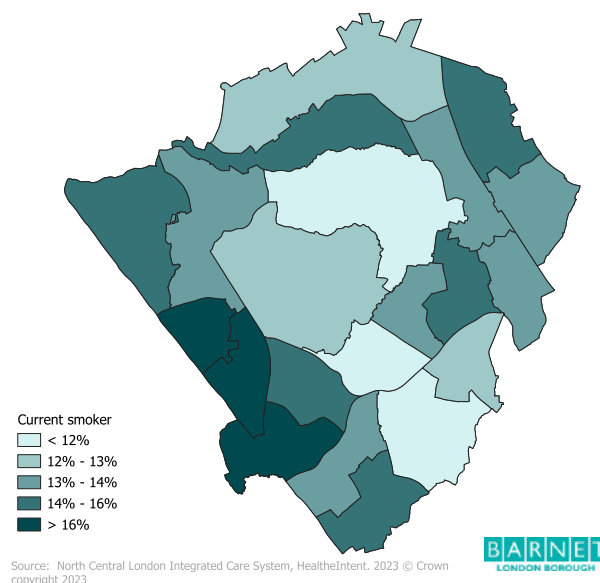 Current smoker
< 12%
12% - 13%
13% - 14%
14% - 16%
> 16%
Source: North Central London Integrated Care System, HealtheIntent. 2023 © Crown
copyright 2023
BARNET
LONDON BOROUGH